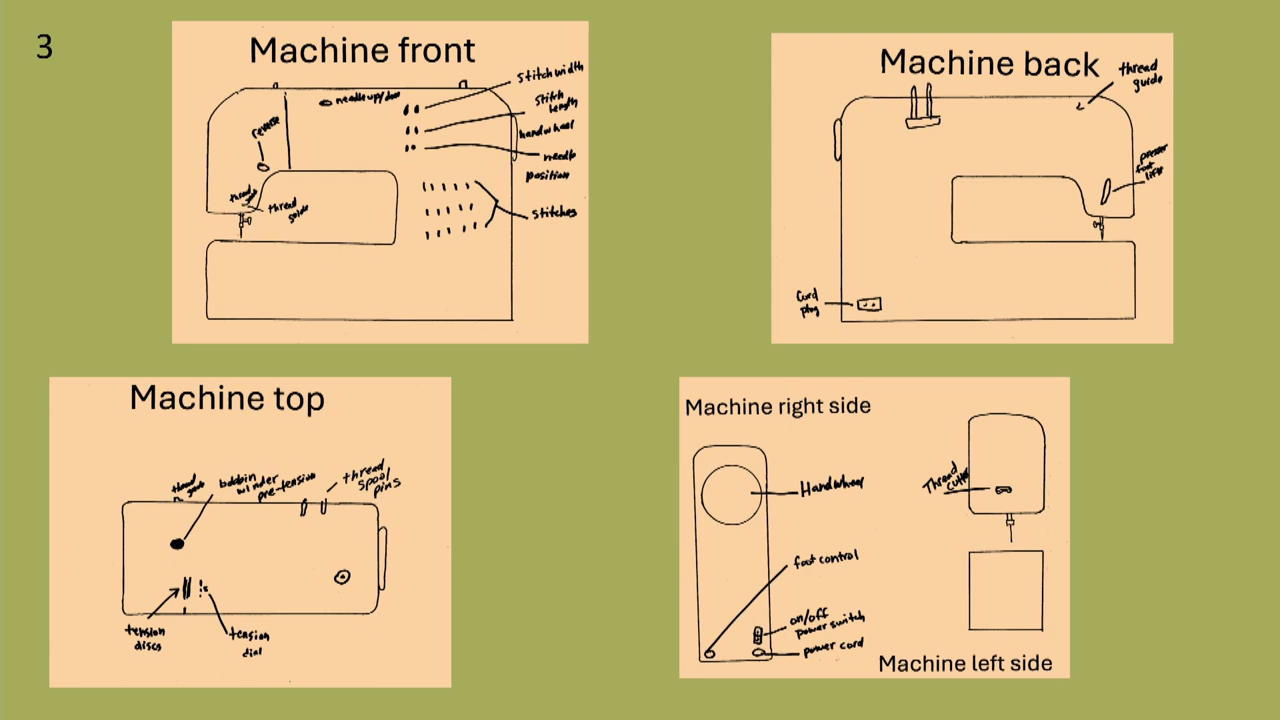 3
Machine front
stitch width
needle up/down
stitch
length
handwheel
reverse
needle
position
thread
thread
guide
stitches
Machine back
thread
guide
presser
foot
lift
Cord
plug
Machine top
thread
guide
bobbin
winder
pre-tension
thread
spool
pins
tension
discs
tension
dial
Machine right side
Handwheel
foot control
on/off
power switch
power cord
Thread
cutter
Machine left side